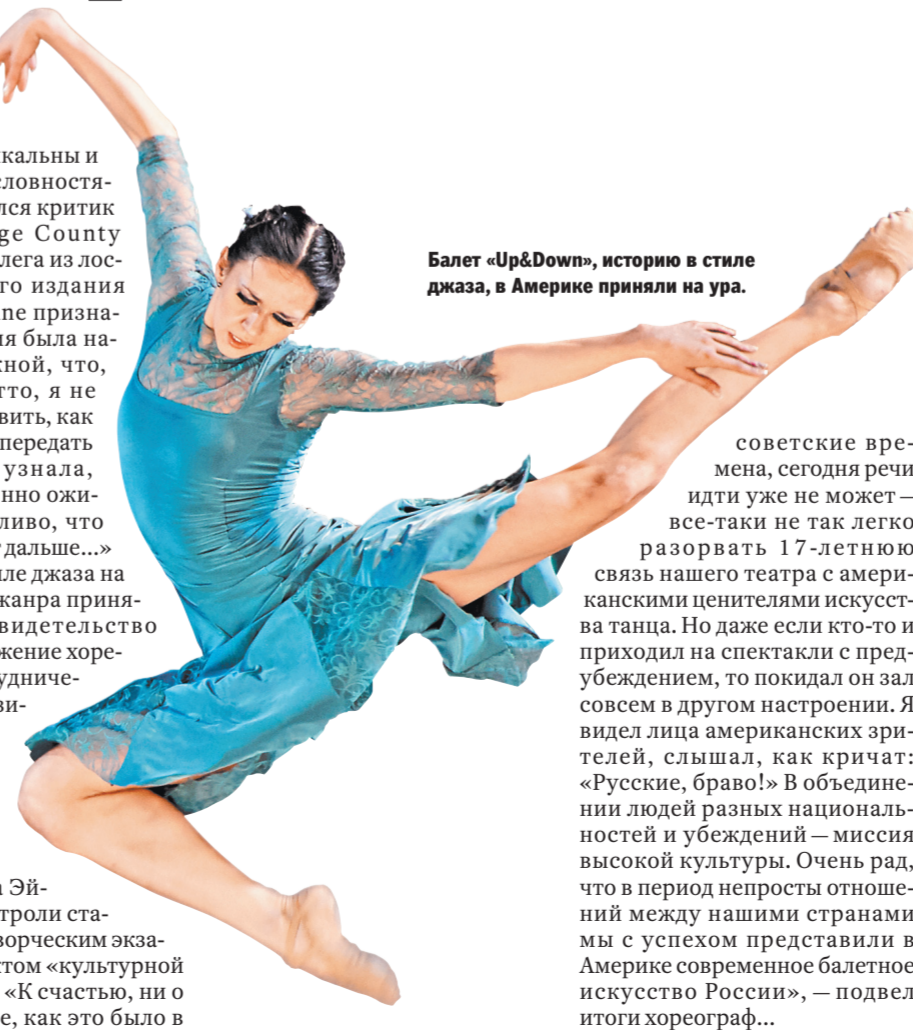 кальны и
словностя-
лся критик
ge County
лега из лос-
го издания
ne призна-
ия была на-
жной, что,
тто, я не
вить, как
передать
узнала,
нно ожи-
ливо, что
дальше...»
ле джаза на
жанра приня-
видетельство
жение хоре-
удниче-
ви-
Эй-
троли ста-
ворческим экза-
ктом «культурной
«К счастью, ни о
е, как это было в
Балет «Up&Down», историю в стиле
джаза, в Америке приняли на ура.
советские вре-
мена, сегодня речи
идти уже не может —
все-таки не так легко
разорвать 17-летнюю
связь нашего театра с амери-
канскими ценителями искусст-
ва танца. Но даже если кто-то и
приходил на спектакли с пред-
убеждением, то покидал он зал
совсем в другом настроении. Я
видел лица американских зри-
телей, слышал, как кричат:
«Русские, браво!» В объедине-
нии людей разных националь-
ностей и убеждений — миссия
высокой культуры. Очень рад,
что в период непросты отноше-
ний между нашими странами
мы с успехом представили в
Америке современное балетное
искусство России», — подвел
итоги хореограф...